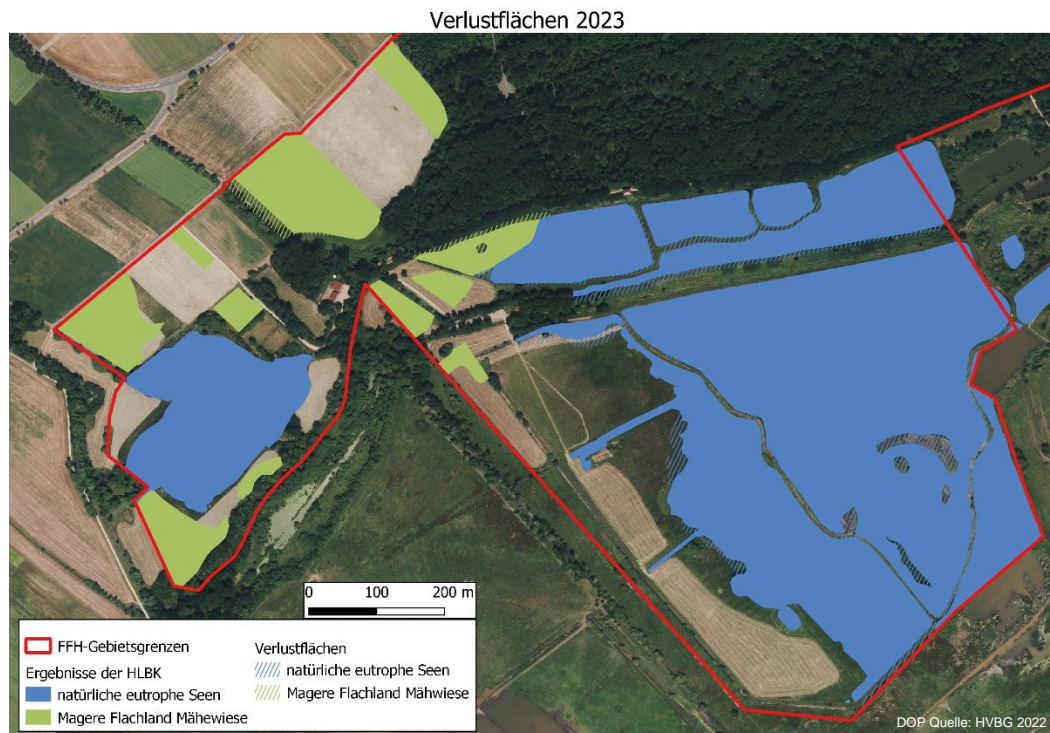 Verlustflächen 2023
0 100 200 m
FFH-Gebietsgrenzen
Ergebnisse der HLBK
natürliche eutrophe Seen
Magere Flachland Mähewiese
Verlustflächen
natürliche eutrophe Seen
Magere Flachland Mähwiese
DOP Quelle: HVBG 2022